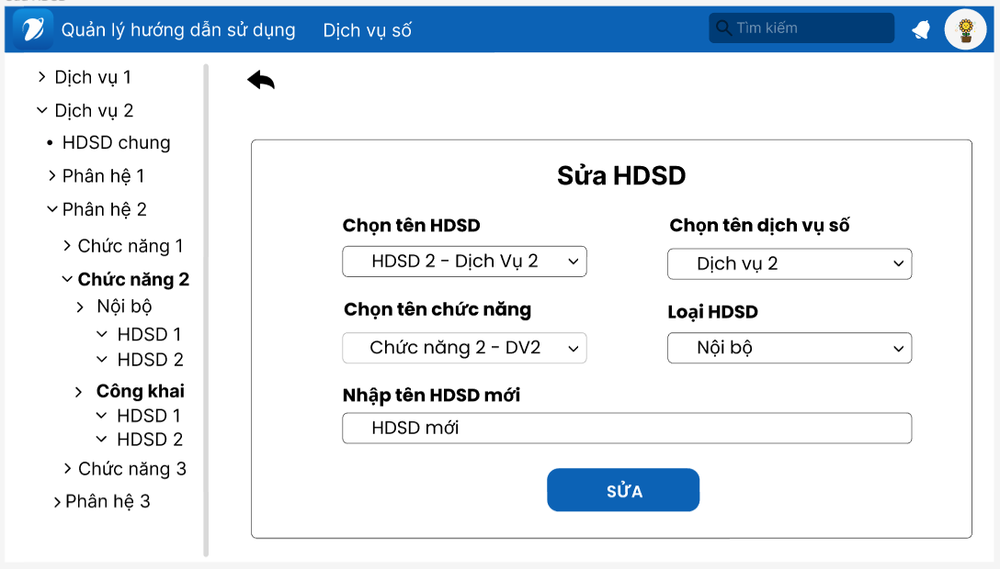 Quản lý hướng dẫn sử dụng
Dịch vụ số
Tìm kiếm
Dịch vụ 1
Dịch vụ 2
HDSD chung
Phân hệ 1
Phân hệ 2
Chức năng 1
Chức năng 2
Nội bộ
HDSD 1
HDSD 2
Công khai
HDSD 1
HDSD 2
Chức năng 3
Phân hệ 3
Sửa HDSD
Chọn tên HDSD
HDSD 2 - Dịch Vụ 2
Chọn tên dịch vụ số
Dịch vụ 2
Chọn tên chức năng
Chức năng 2 - DV2
Loại HDSD
Nội bộ
Nhập tên HDSD mới
HDSD mới
SỬA